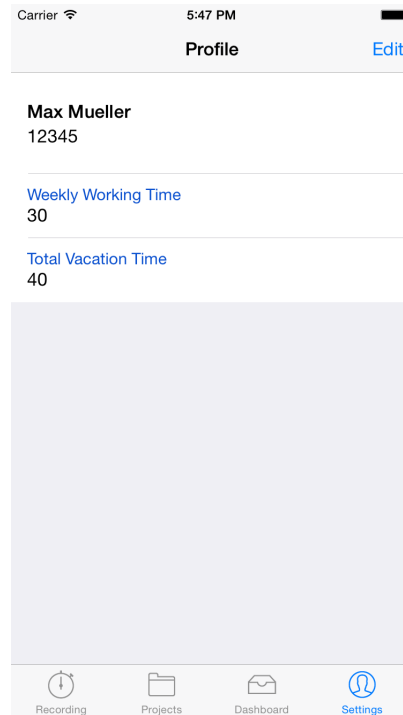 Carrier 5:47 PM
Profile Edit
Max Mueller
12345
Weekly Working Time
30
Total Vacation Time
40
Recording Projects Dashboard Settings